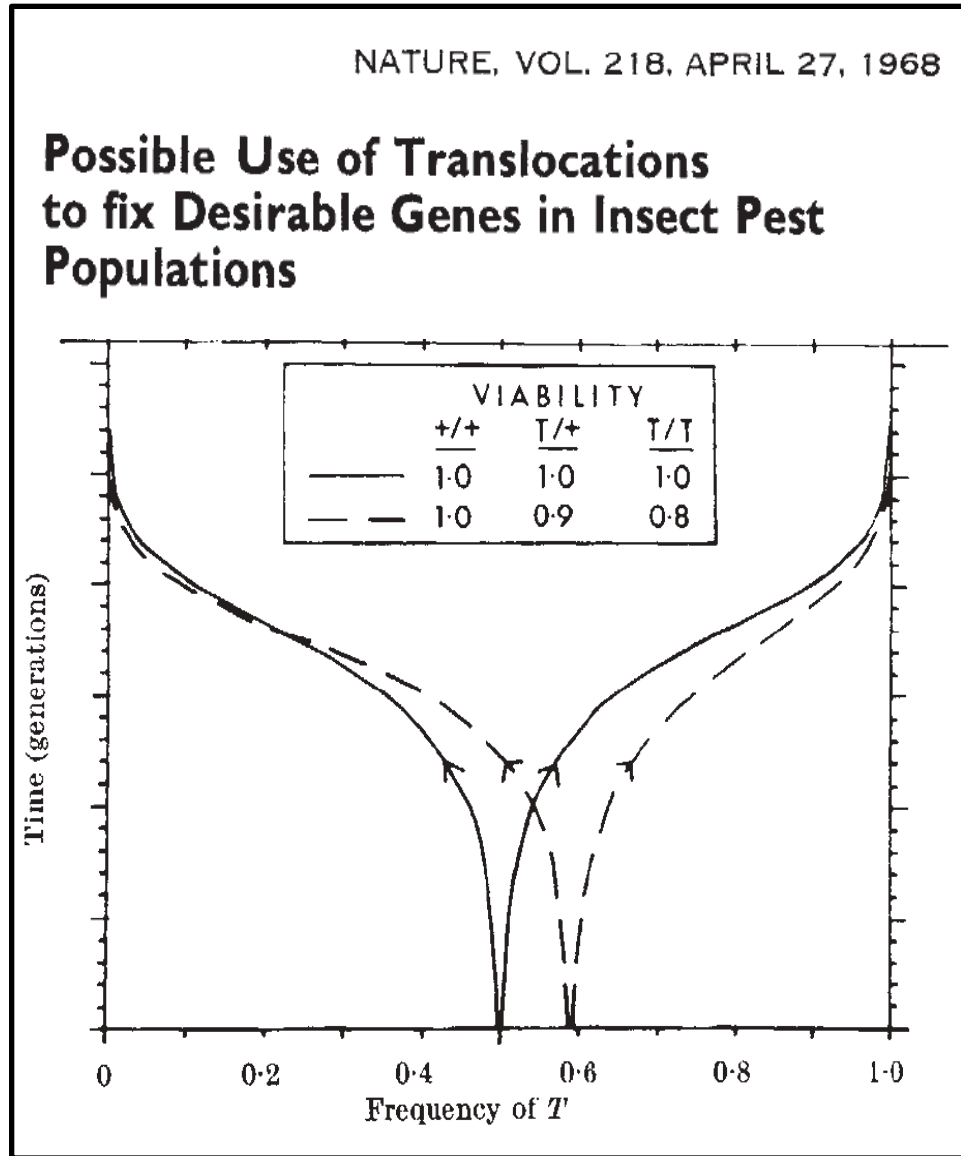 NATURE, VOL. 218, APRIL 27, 1968
Possible Use of Translocations
to fix Desirable Genes in Insect Pest
Populations
VIABILITY
+/+ T/+ T/T
1·0 1·0 1·0
1·0 0·9 0·8
Time (generations)
0 0·2 0·4 0·6 0·8 1·0
Frequency of T